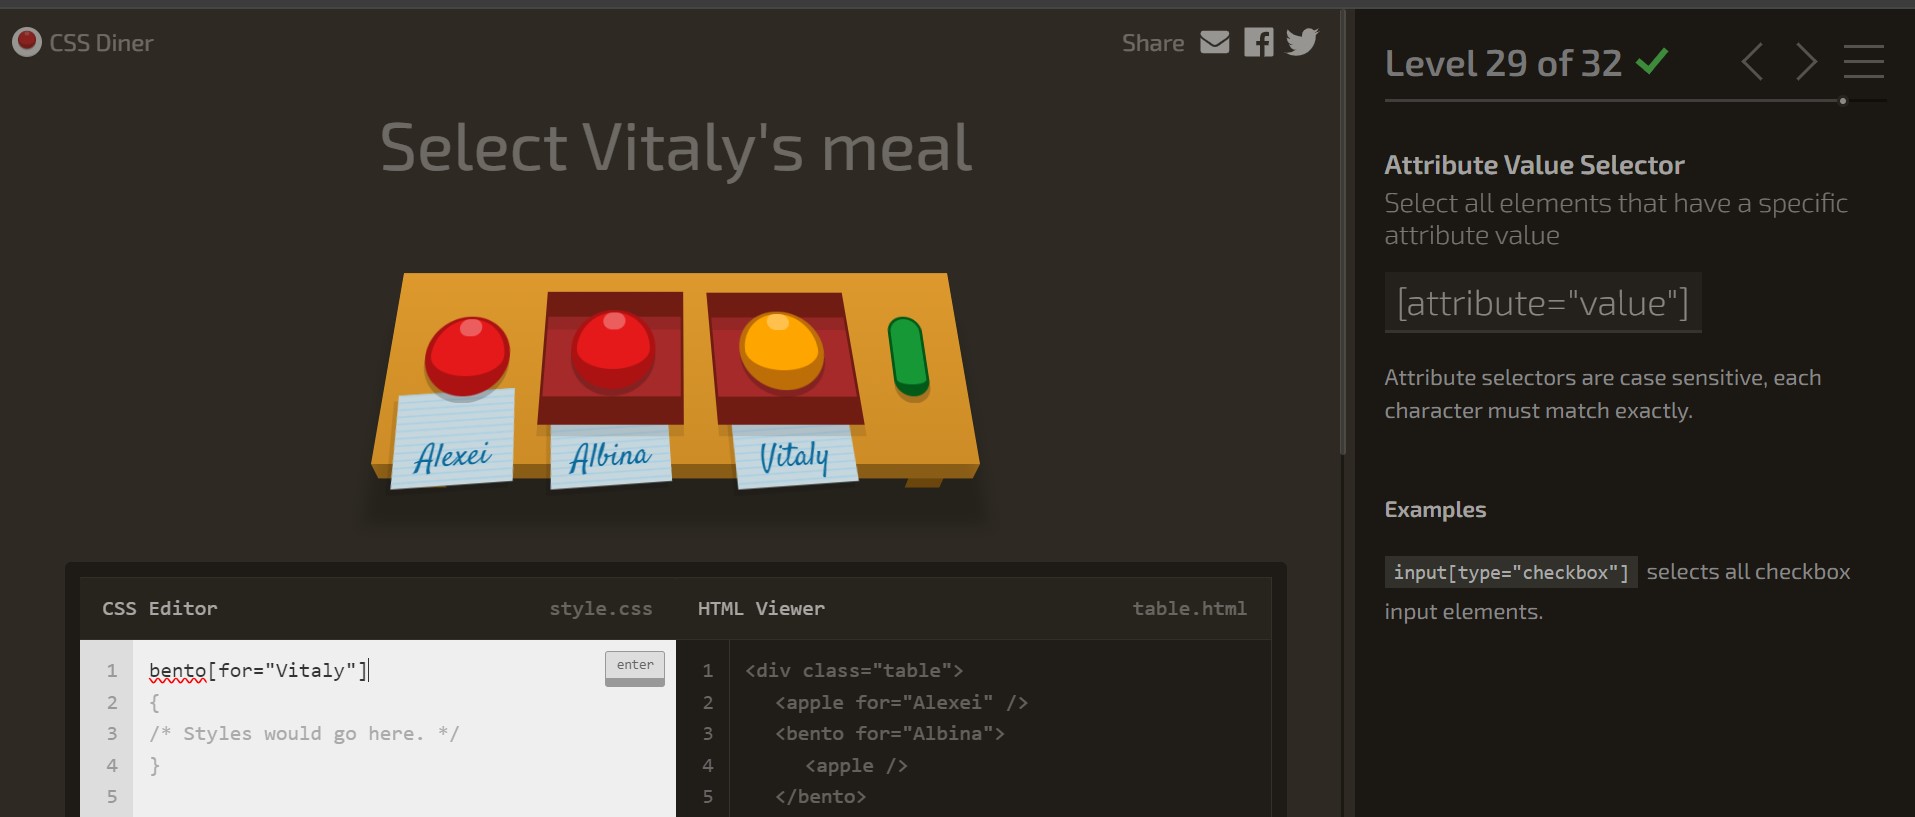 CSS Diner
Share
Select Vitaly's meal
Alexei
Albina
Vitaly
CSS Editor
style.css
1 bento[for="Vitaly"]
enter
2 {
3 /* Styles would go here. */
4 }
5
HTML Viewer
table.html
1 <div class="table">
2 <apple for="Alexei" />
3 <bento for="Albina">
4 <apple />
5 </bento>
Level 29 of 32
Attribute Value Selector
Select all elements that have a specific
attribute value
[attribute="value"]
Attribute selectors are case sensitive, each
character must match exactly.
Examples
input[type="checkbox"] selects all checkbox
input elements.